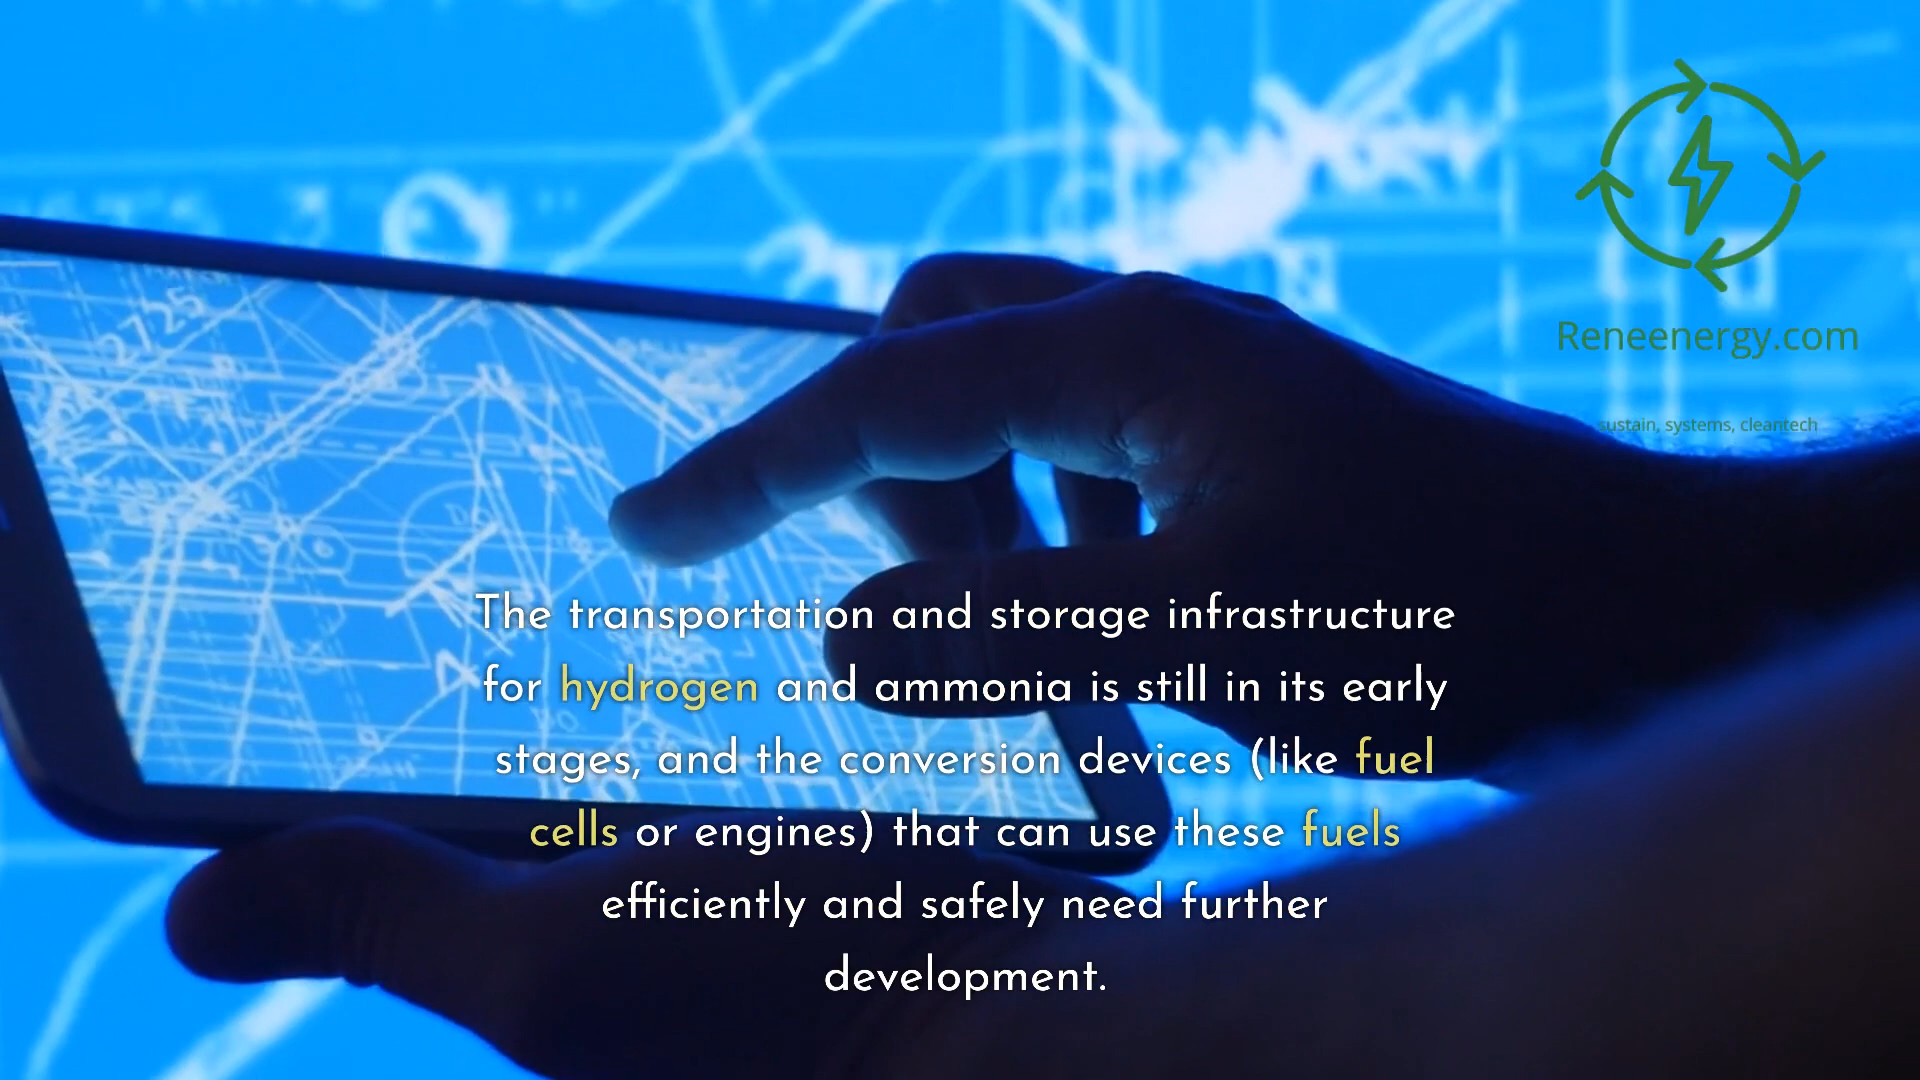 Reneenergy.com
sustain, systems, cleantech
2725
The transportation and storage infrastructure
for hydrogen and ammonia is still in its early
stages, and the conversion devices (like fuel
cells or engines) that can use these fuels
efficiently and safely need further
development.